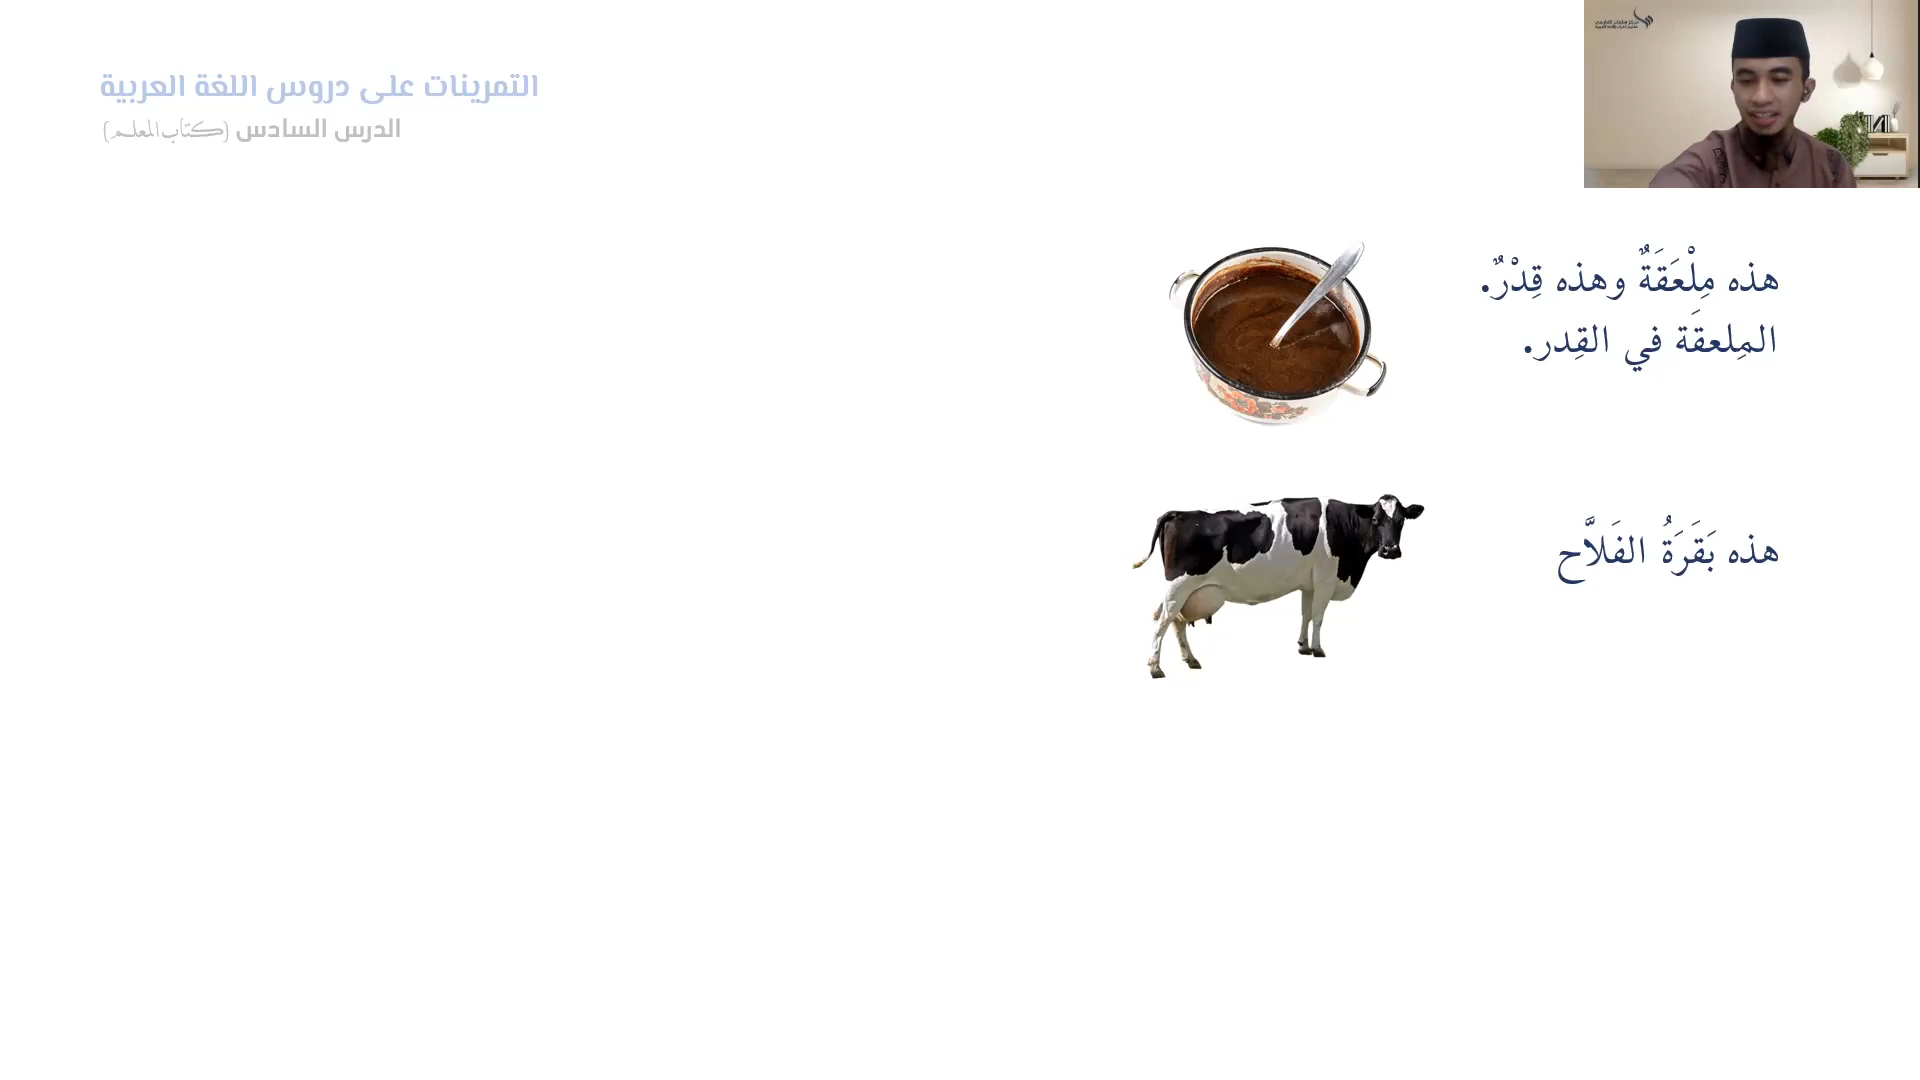 التمرينات على دروس اللغة العربية
الدرس السادس (كتاب المعلم)
هذه مِلْعَقَةٌ وهذه قِدْرٌ.
المِلعقَة في القِدر.
هذه بَقَرَةُ الفَلاَّح